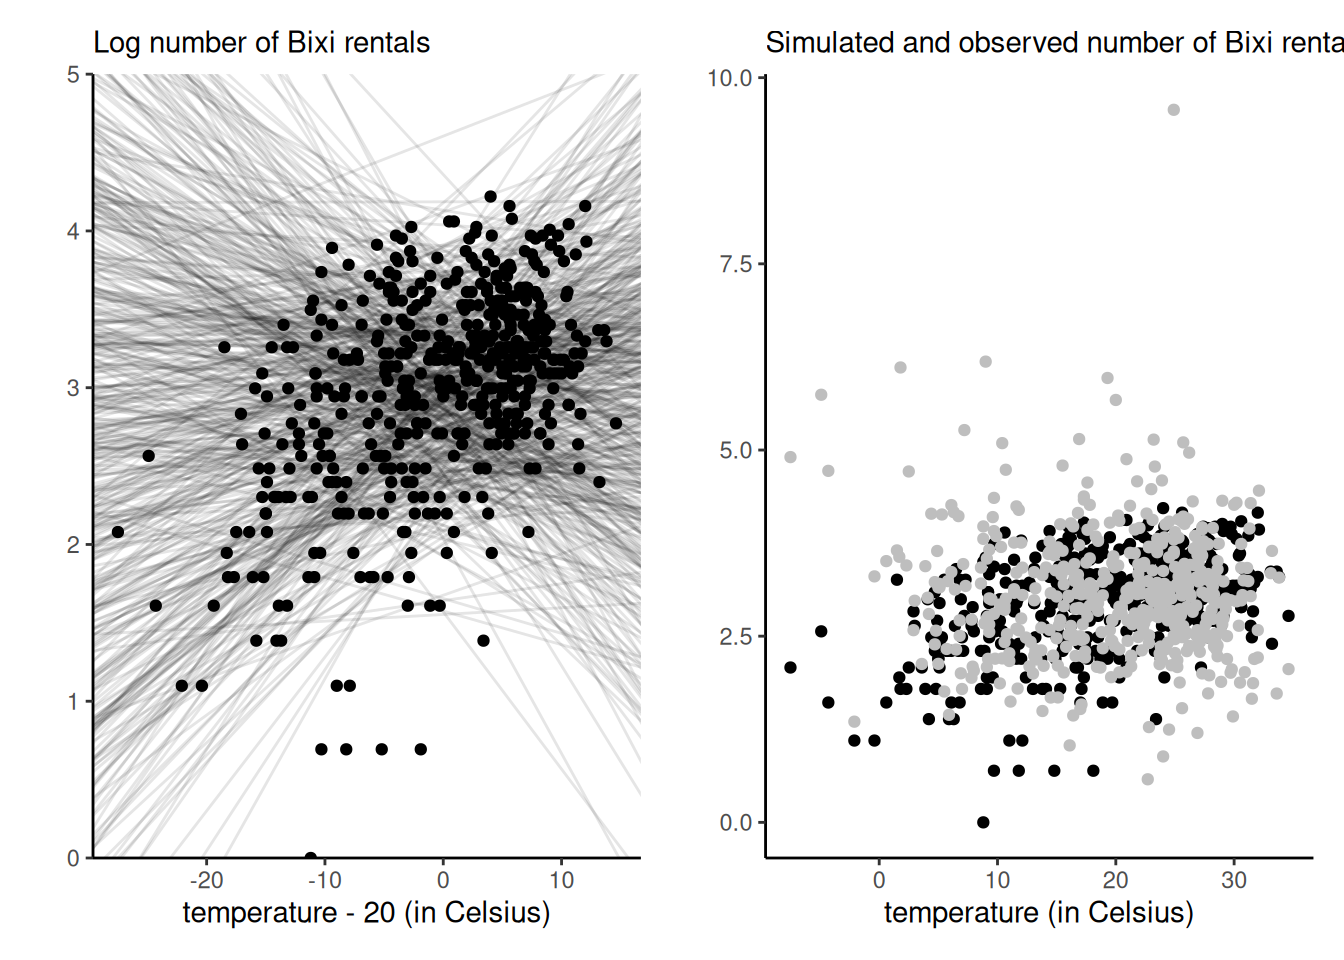 Log number of Bixi rentals
5
4
3
2
1
0
-20 -10 0 10
temperature - 20 (in Celsius)
Simulated and observed number of Bixi renta
10.0
7.5
5.0
2.5
0.0
0 10 20 30
temperature (in Celsius)